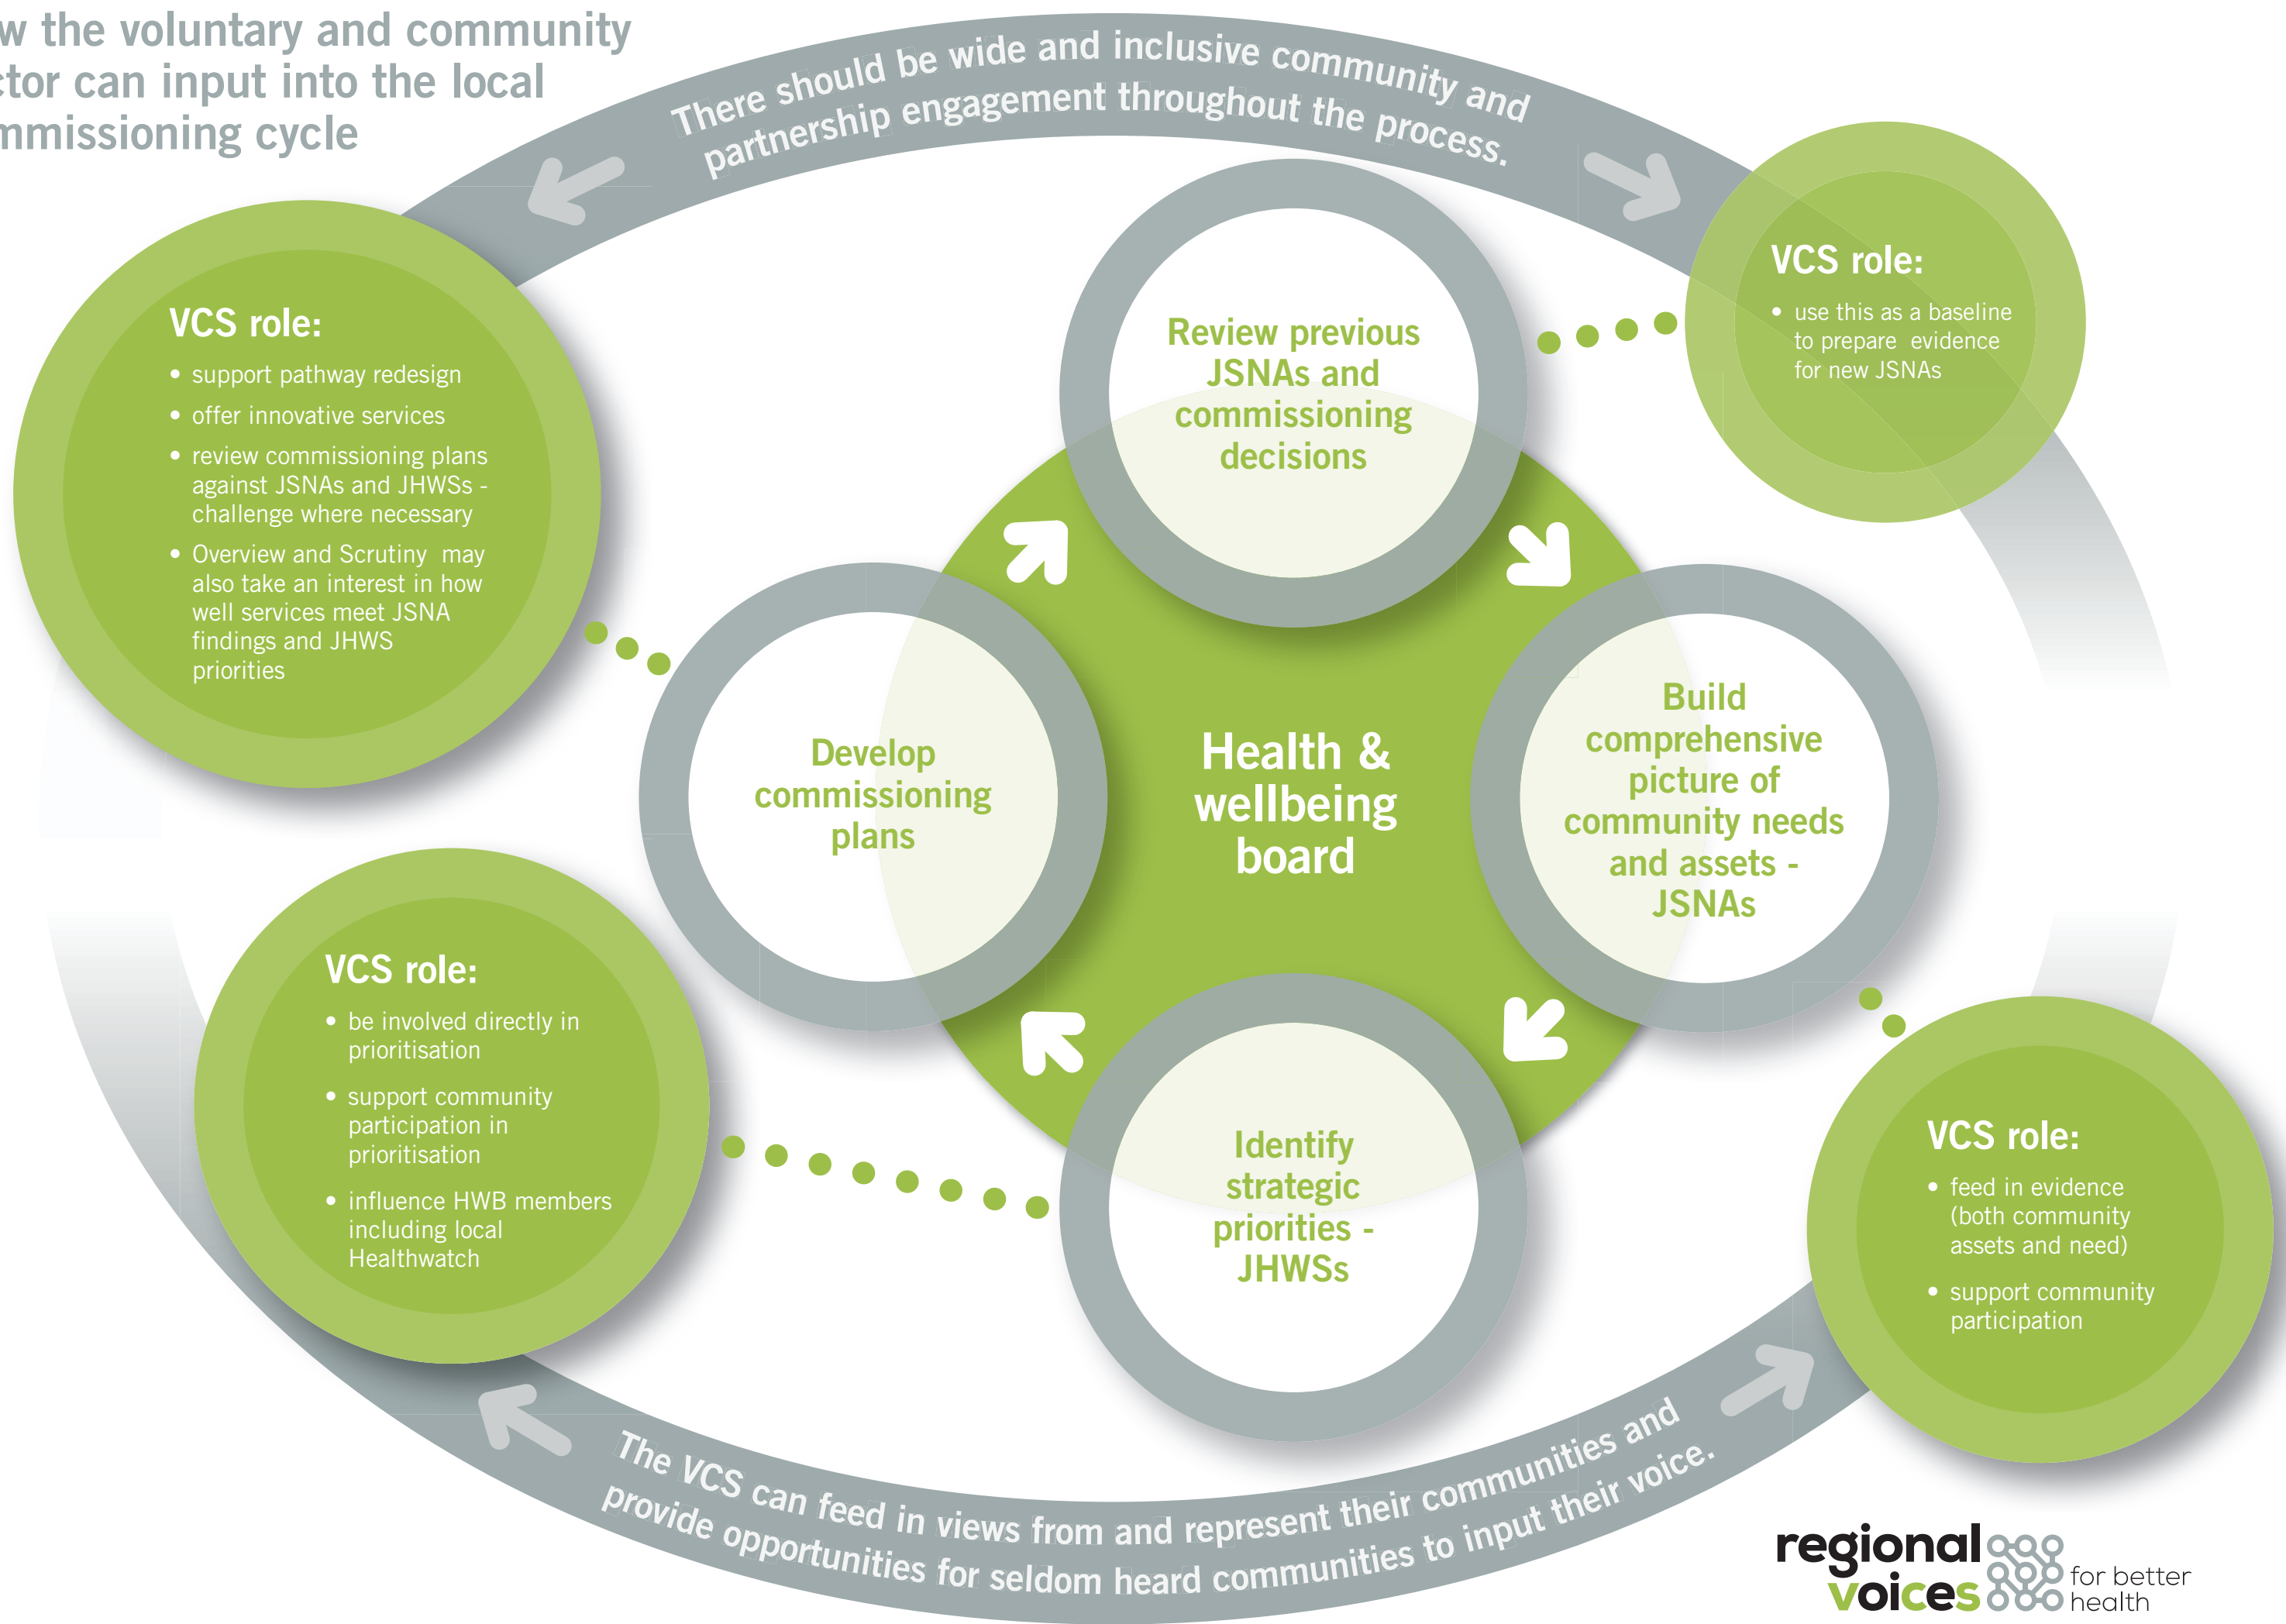 w the voluntary and community
ctor can input into the local
mmissioning cycle
There should be wide and inclusive community and
partnership engagement throughout the process.
VCS role:
• support pathway redesign
• offer innovative services
• review commissioning plans
against JSNAs and JHWSs -
challenge where necessary
• Overview and Scrutiny may
also take an interest in how
well services meet JSNA
findings and JHWS
priorities
Review previous
JSNAs and
commissioning
decisions
VCS role:
• use this as a baseline
to prepare evidence
for new JSNAs
Develop
commissioning
plans
Health &
wellbeing
board
Build
comprehensive
picture of
community needs
and assets -
JSNAs
VCS role:
• be involved directly in
prioritisation
• support community
participation in
prioritisation
• influence HWB members
including local
Healthwatch
Identify
strategic
priorities -
JHWSs
VCS role:
• feed in evidence
(both community
assets and need)
• support community
participation
The VCS can feed in views from and represent their communities and
provide opportunities for seldom heard communities to input their voice.
regional
voices
for better
health